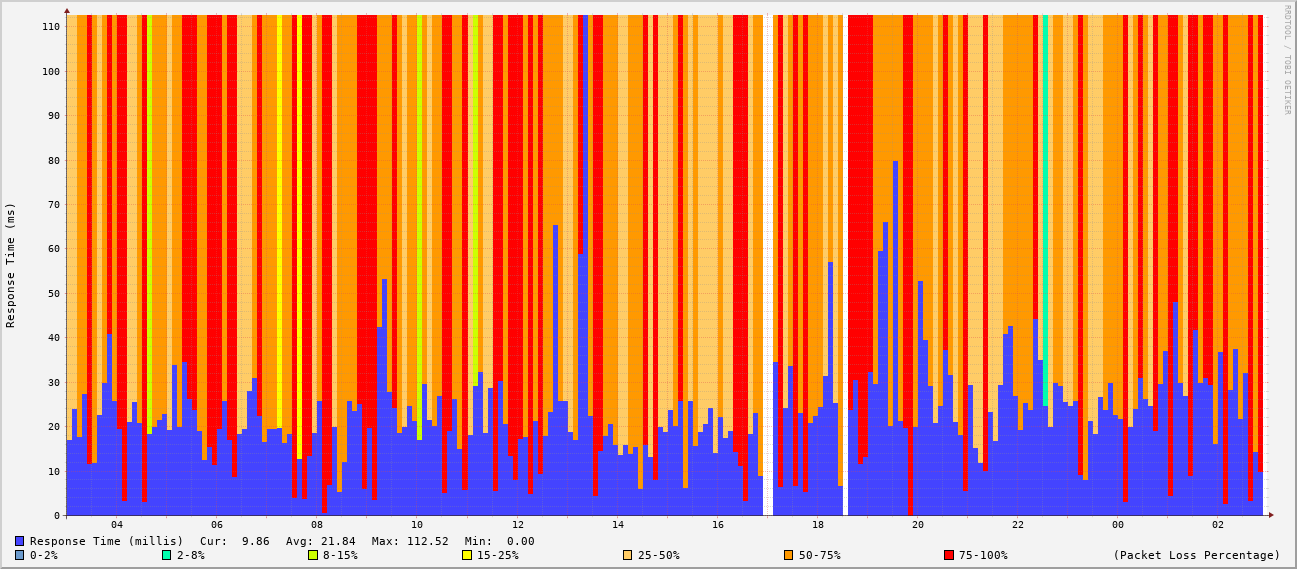 RRDTOOL / TOBI OETIKER
Response Time (ms)
110
100
90
80
70
60
50
40
30
20
10
0
04 06 08 10 12 14 16 18 20 22 00 02
Response Time (millis) Cur: 9.86 Avg: 21.84 Max: 112.52 Min: 0.00
0-2% 2-8% 8-15% 15-25% 25-50% 50-75% 75-100% (Packet Loss Percentage)